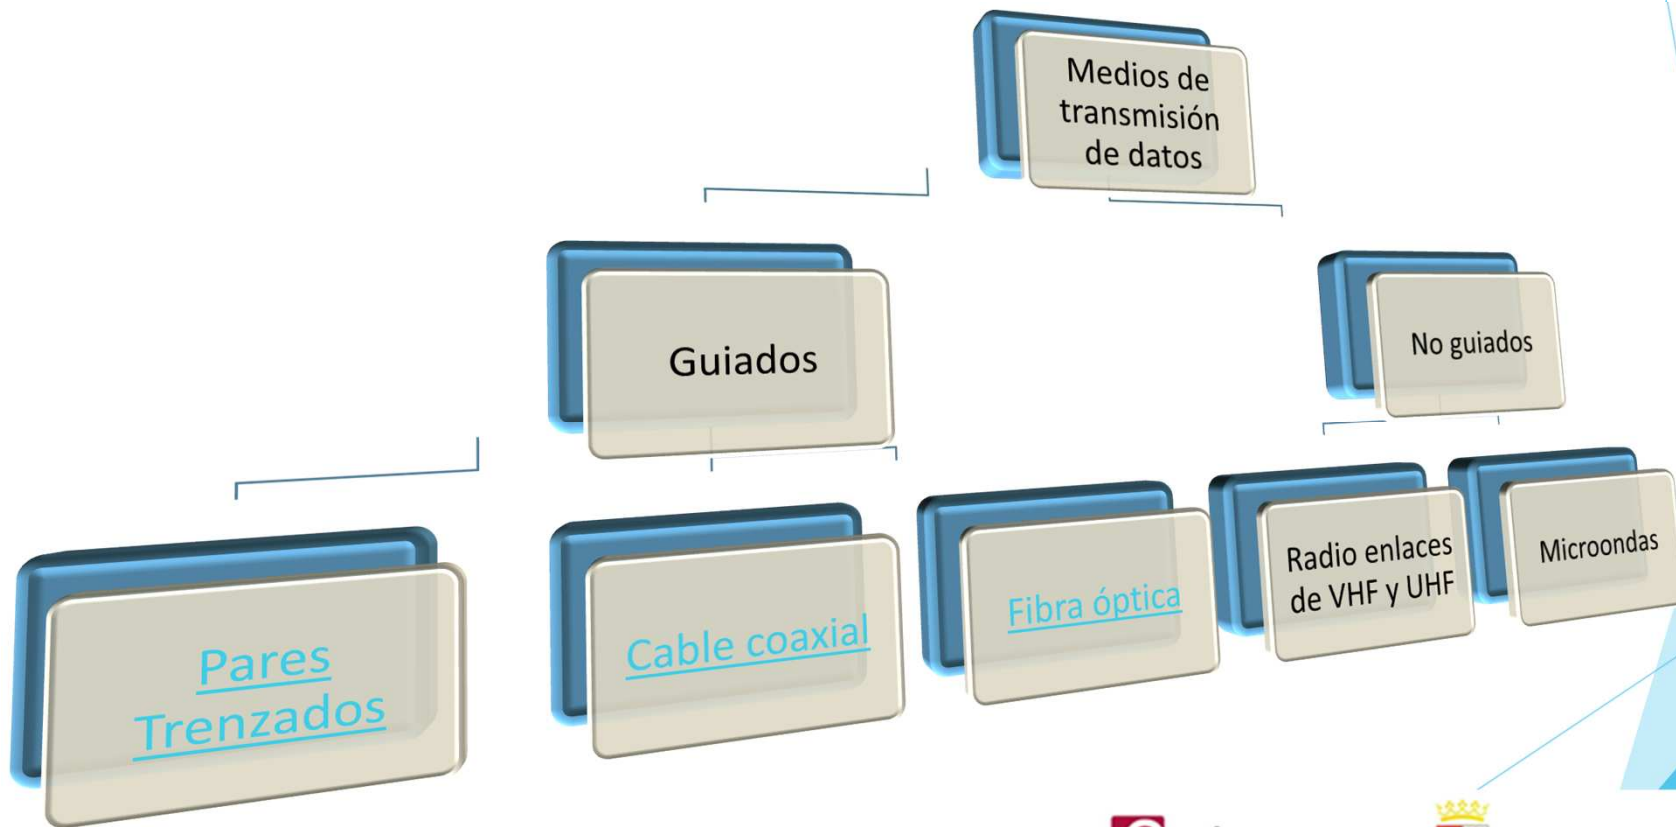 Medios de
transmisión
de datos
Guiados
No guiados
Pares
Trenzados
Cable coaxial
Fibra óptica
Radio enlaces
de VHF y UHF
Microondas